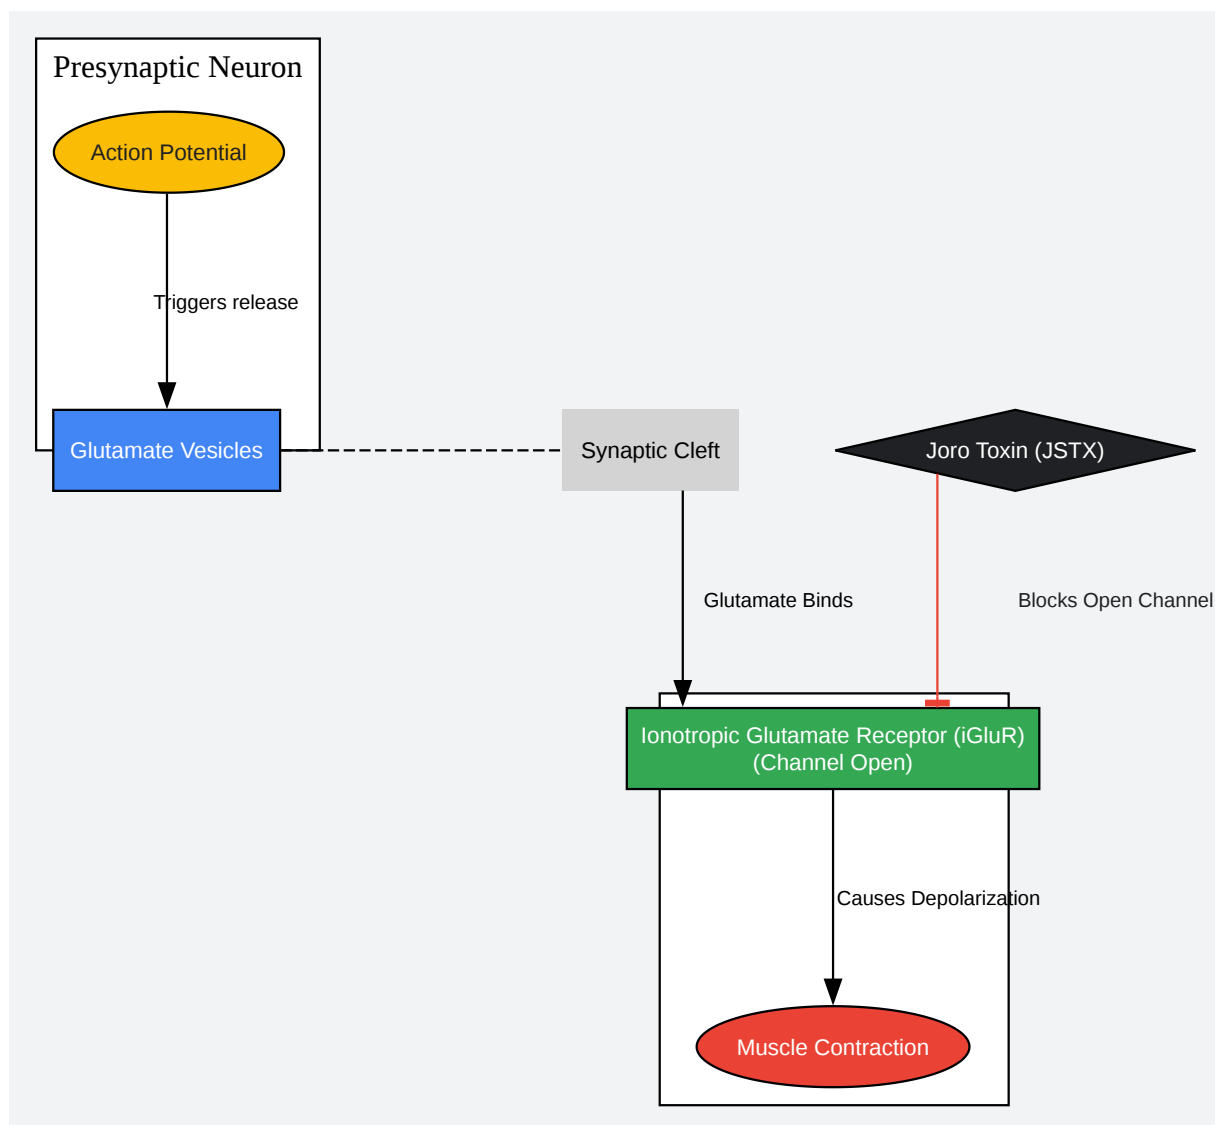 Presynaptic Neuron
Action Potential
Triggers release
Glutamate Vesicles
Synaptic Cleft
Joro Toxin (JSTX)
Glutamate Binds
Blocks Open Channel
Ionotropic Glutamate Receptor (iGluR)
(Channel Open)
Causes Depolarization
Muscle Contraction